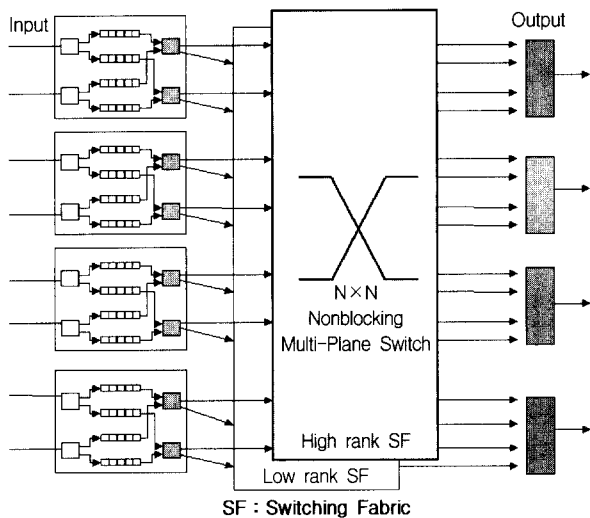 Input
Output
N×N
Nonblocking
Multi-Plane Switch
High rank SF
Low rank SF
SF : Switching Fabric